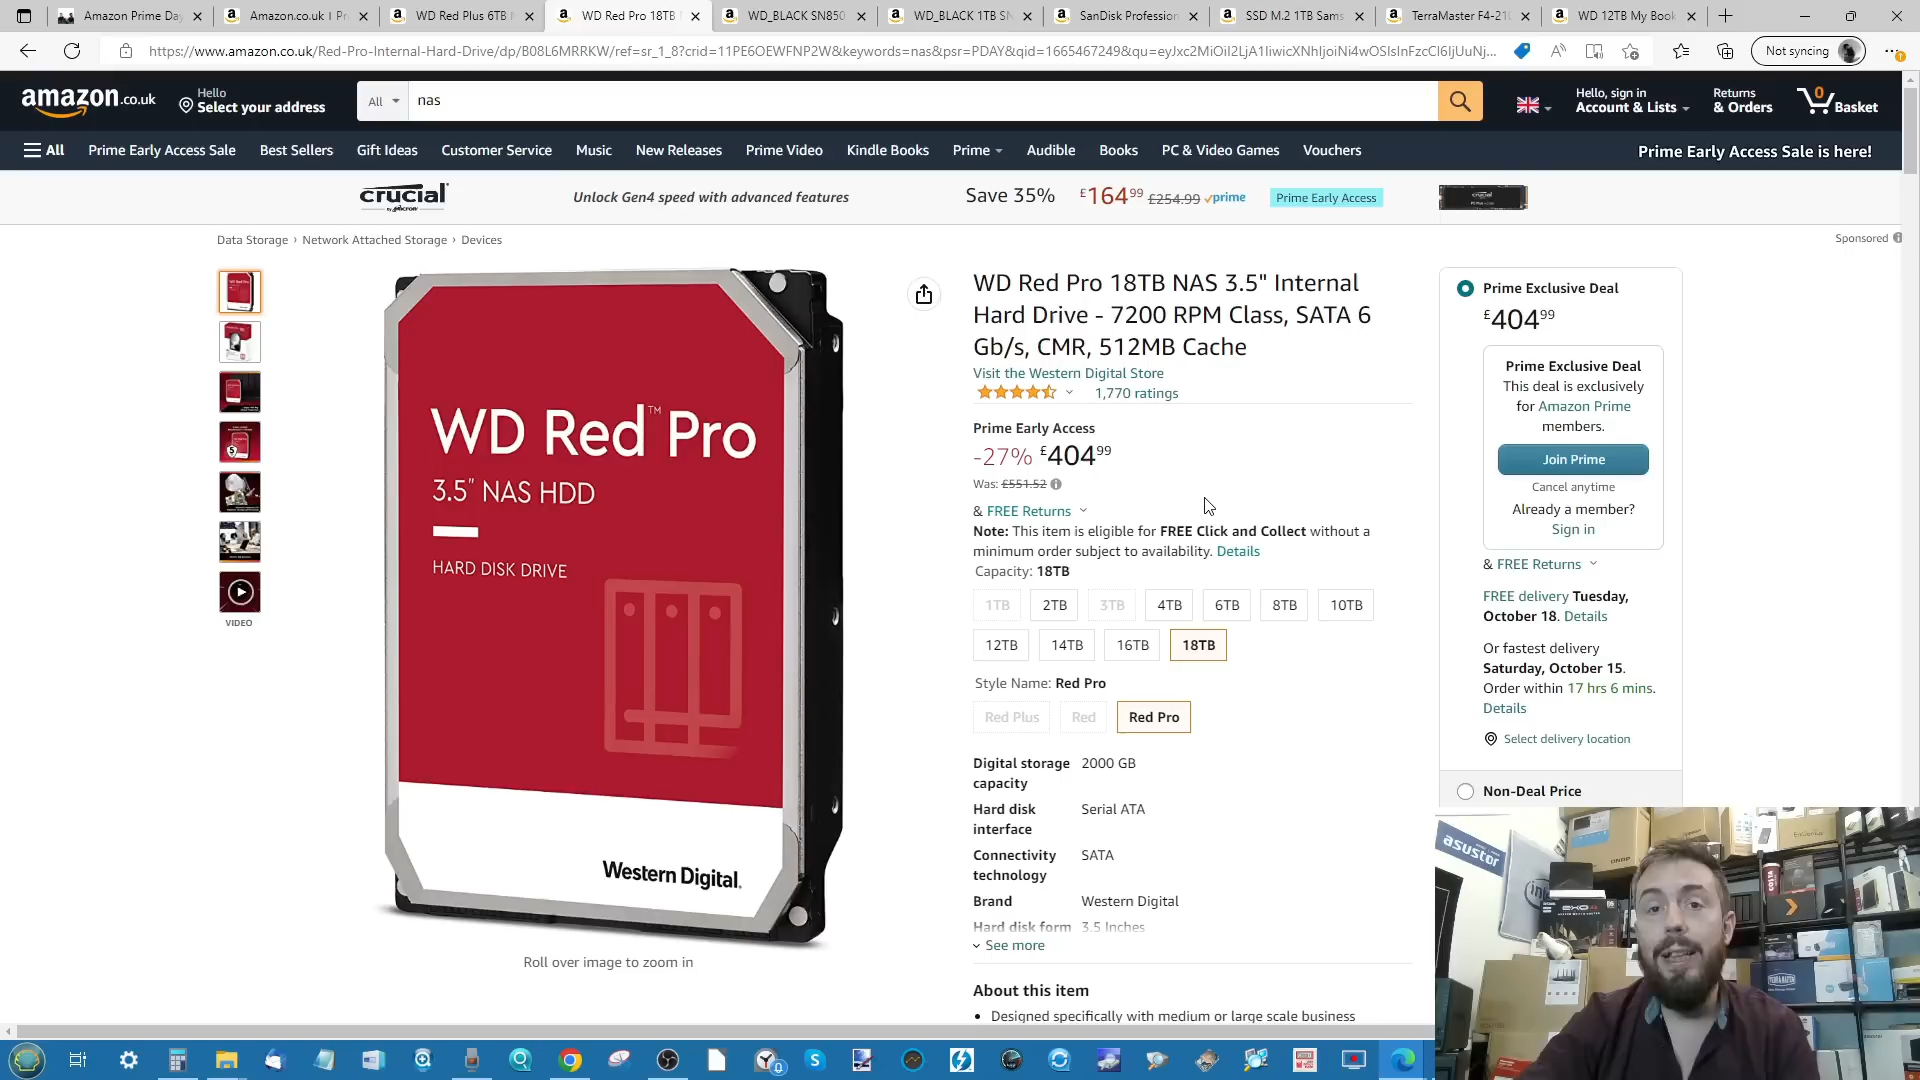 Amazon Prime Day
Amazon.co.uk | Pr
WD Red Plus 6TB N
WD Red Pro 18TB
WD_BLACK SN850
WD_BLACK 1TB SN
SanDisk Profession
SSD M.2 1TB Sams
TerraMaster F4-210
WD 12TB My Book
https://www.amazon.co.uk/Red-Pro-Internal-Hard-Drive/dp/B08L6MRRKW/ref=sr_1_8?crid=11PE6OEWFNP2W&keywords=nas&psr=PDAY&qid=1665467249&qu=
Not syncing
amazon.co.uk
Hello
Select your address
All
nas
Hello, sign in
Account & Lists
Returns
& Orders
0
Basket
All
Prime Early Access Sale
Best Sellers
Gift Ideas
Customer Service
Music
New Releases
Prime Video
Kindle Books
Prime
Audible
Books
PC & Video Games
Vouchers
Prime Early Access Sale is here!
crucial
by Micron
Unlock Gen4 speed with advanced features
Save 35%
£164.99 £254.99 prime
Prime Early Access
Data Storage › Network Attached Storage › Devices
Sponsored
VIDEO
WD Red™ Pro
3.5" NAS HDD
HARD DISK DRIVE
Western Digital.
Roll over image to zoom in
WD Red Pro 18TB NAS 3.5" Internal
Hard Drive - 7200 RPM Class, SATA 6
Gb/s, CMR, 512MB Cache
Visit the Western Digital Store
1,770 ratings
Prime Early Access
-27% £404.99
Was: £551.52
& FREE Returns
Note: This item is eligible for FREE Click and Collect without a
minimum order subject to availability. Details
Capacity: 18TB
1TB 2TB 3TB 4TB 6TB 8TB 10TB
12TB 14TB 16TB 18TB
Style Name: Red Pro
Red Plus Red Red Pro
Digital storage 2000 GB
capacity
Hard disk Serial ATA
interface
Connectivity SATA
technology
Brand Western Digital
Hard disk form 3.5 Inches
See more
About this item
• Designed specifically with medium or large scale business
Prime Exclusive Deal
£404.99
Prime Exclusive Deal
This deal is exclusively
for Amazon Prime
members.
Join Prime
Cancel anytime
Already a member?
Sign in
& FREE Returns
FREE delivery Tuesday,
October 18. Details
Or fastest delivery
Saturday, October 15.
Order within 17 hrs 6 mins.
Details
Select delivery location
Non-Deal Price
asustor